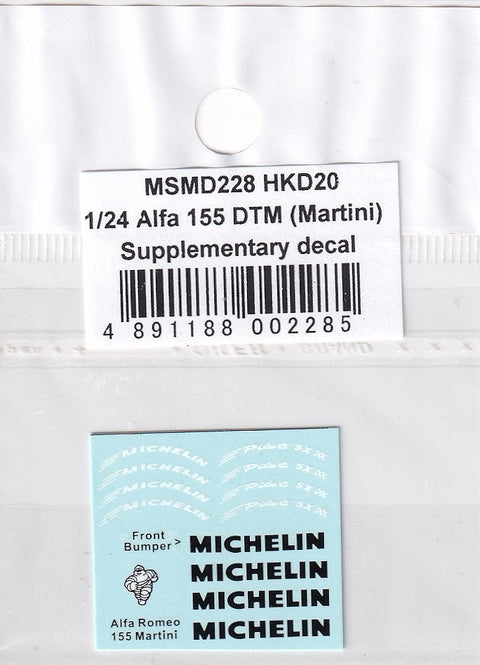 MSMD228 HKD20
1/24 Alfa 155 DTM (Martini)
Supplementary decal
4 891188 002285
MICHELIN Pilot SX
MICHELIN Pilot SX
MICHELIN Pilot SX
MICHELIN Pilot SX
Front
Bumper >
MICHELIN
MICHELIN
MICHELIN
MICHELIN
Alfa Romeo
155 Martini